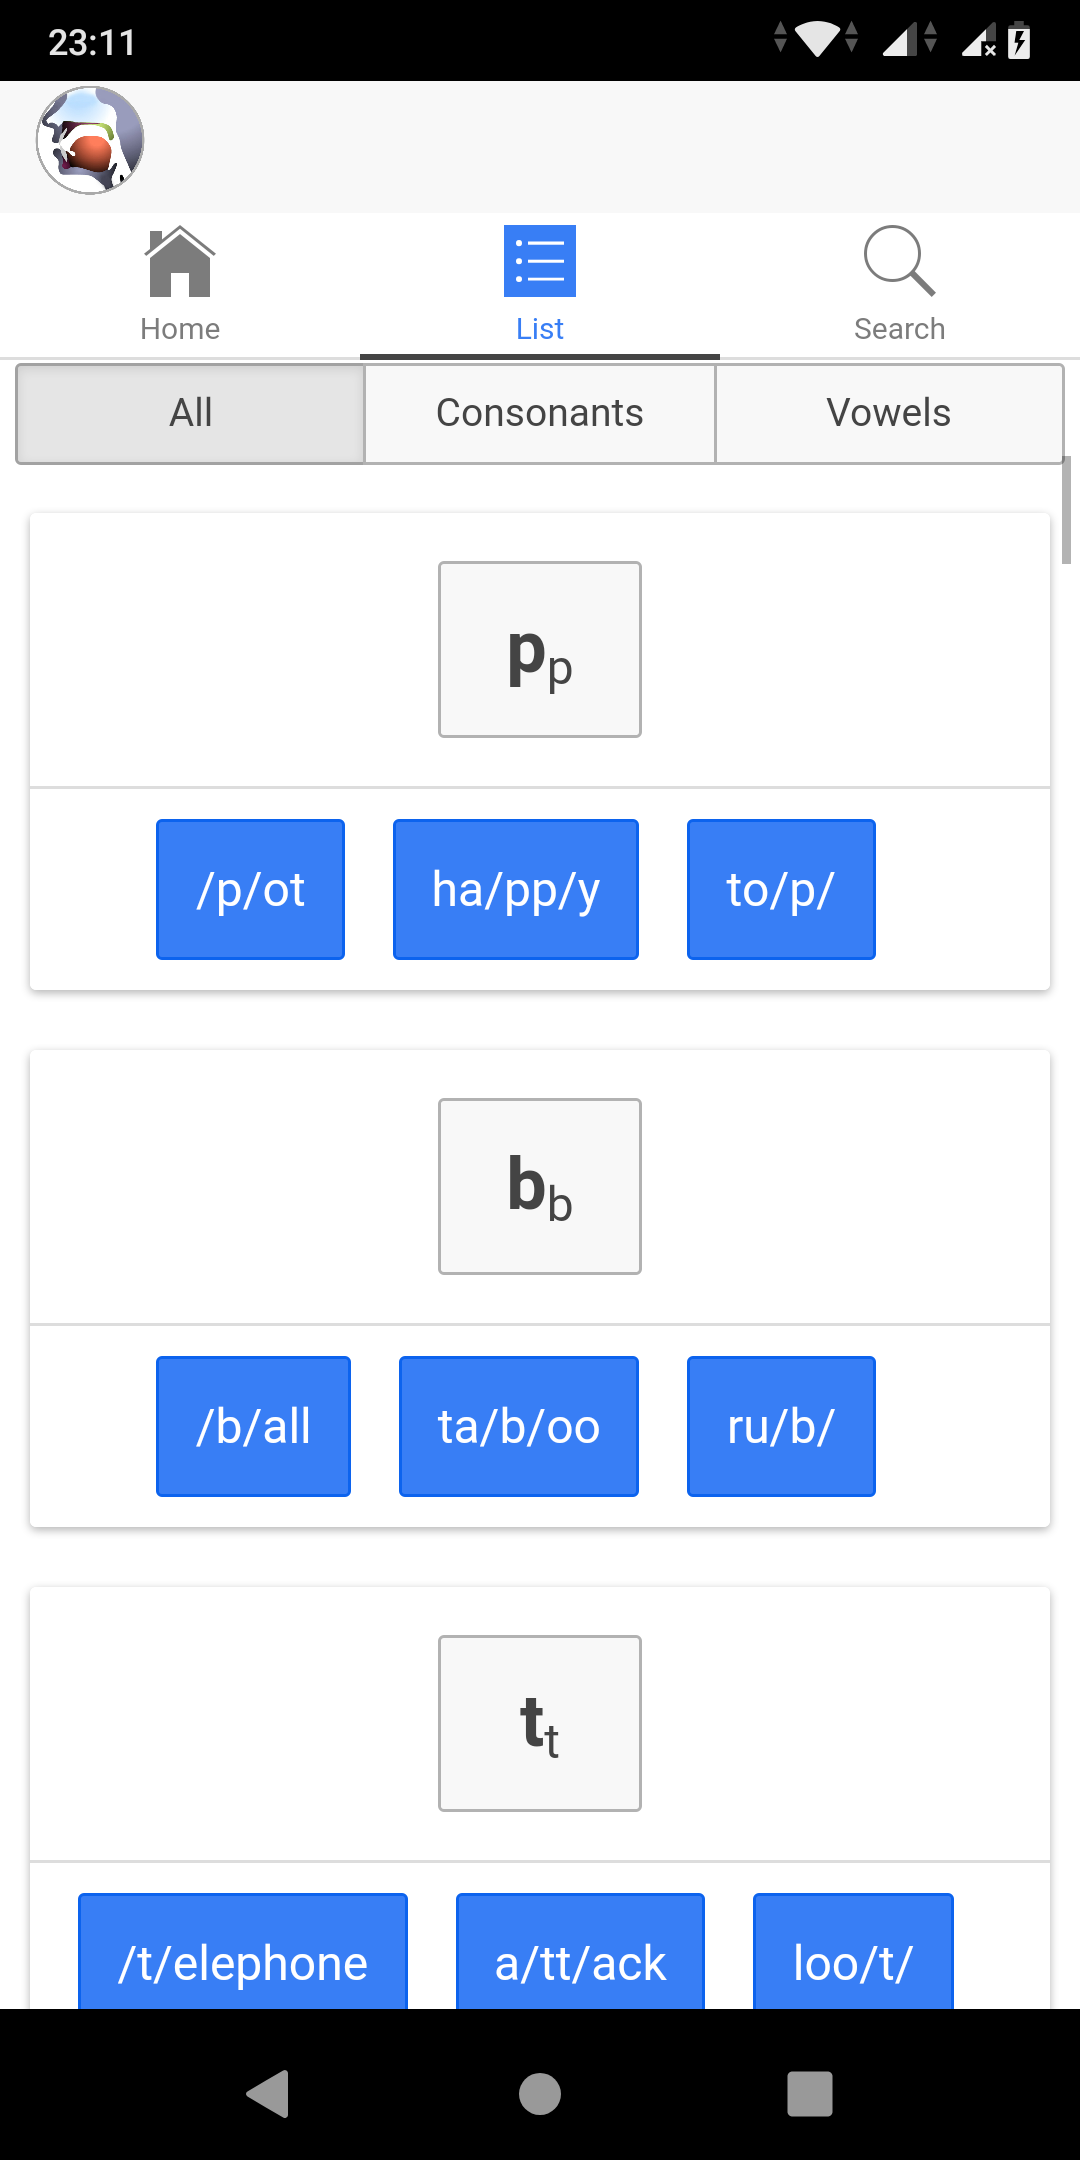 23:11
Home List Search
All Consonants Vowels
pp
/p/ot ha/pp/y to/p/
bb
/b/all ta/b/oo ru/b/
tt
/t/elephone a/tt/ack loo/t/